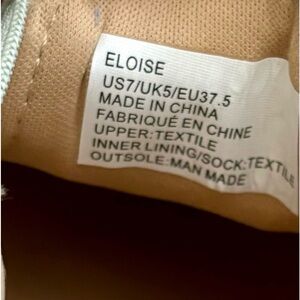 ELOISE
US7/UK5/EU37.5
MADE IN CHINA
FABRIQUÉ EN CHINE
UPPER:TEXTILE
INNER LINING/SOCK:TEXTILE
OUTSOLE:MAN MADE